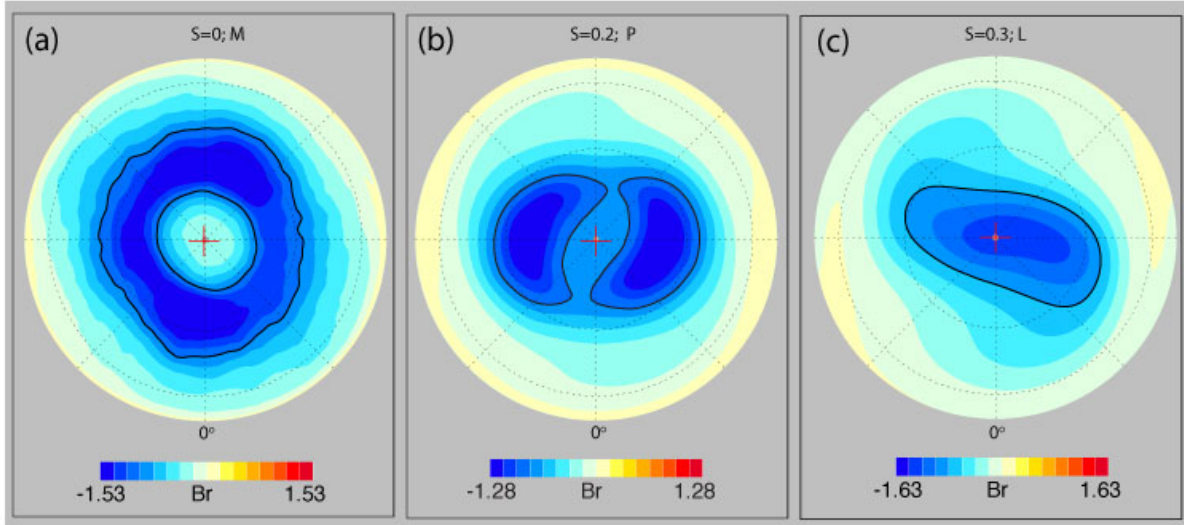 (a)
S=0; M
0°
-1.53 Br 1.53
(b)
S=0.2; P
0°
-1.28 Br 1.28
(c)
S=0.3; L
0°
-1.63 Br 1.63